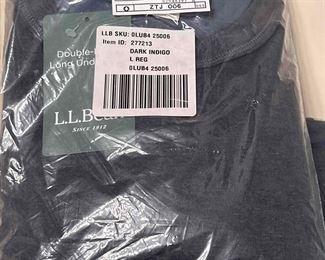 0 ZTJ 006
LLB SKU: 0LUB4 25006
Item ID: 277213
DARK INDIGO
L REG
0LUB4 25006
Double-
Long Und
L.L.Bean
SINCE 1912